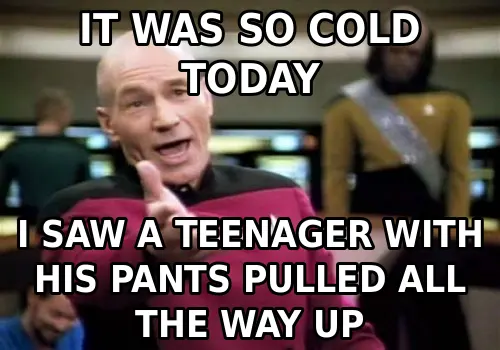 IT WAS SO COLD
TODAY
I SAW A TEENAGER WITH
HIS PANTS PULLED ALL
THE WAY UP